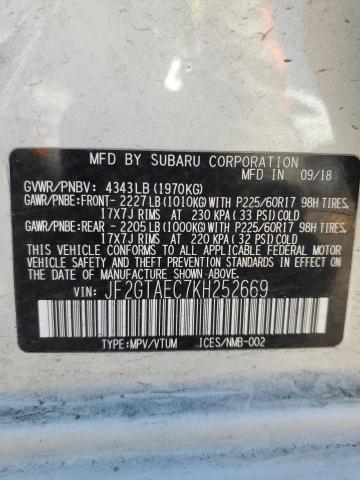 MFD BY SUBARU CORPORATION
MFD IN 09/18
GVWR/PNBV: 4343LB(1970KG)
GAWR/PNBE:FRONT- 2227LB(1010KG)WITH P225/60R17 98H TIRES,
17X7J RIMS AT 230 KPA(33 PSI)COLD
GAWR/PNBE:REAR - 2205LB(1000KG)WITH P225/60R17 98H TIRES,
17X7J RIMS AT 220 KPA(32 PSI)COLD
THIS VEHICLE CONFORMS TO ALL APPLICABLE FEDERAL MOTOR
VEHICLE SAFETY, BUMPER, AND THEFT PREVENTION STANDARDS
IN EFFECT ON THE DATE OF MANUFACTURE SHOWN ABOVE.
VIN: JF2GTAEC7KH252669
TYPE:MPV/VTUM ICES/NMB-002